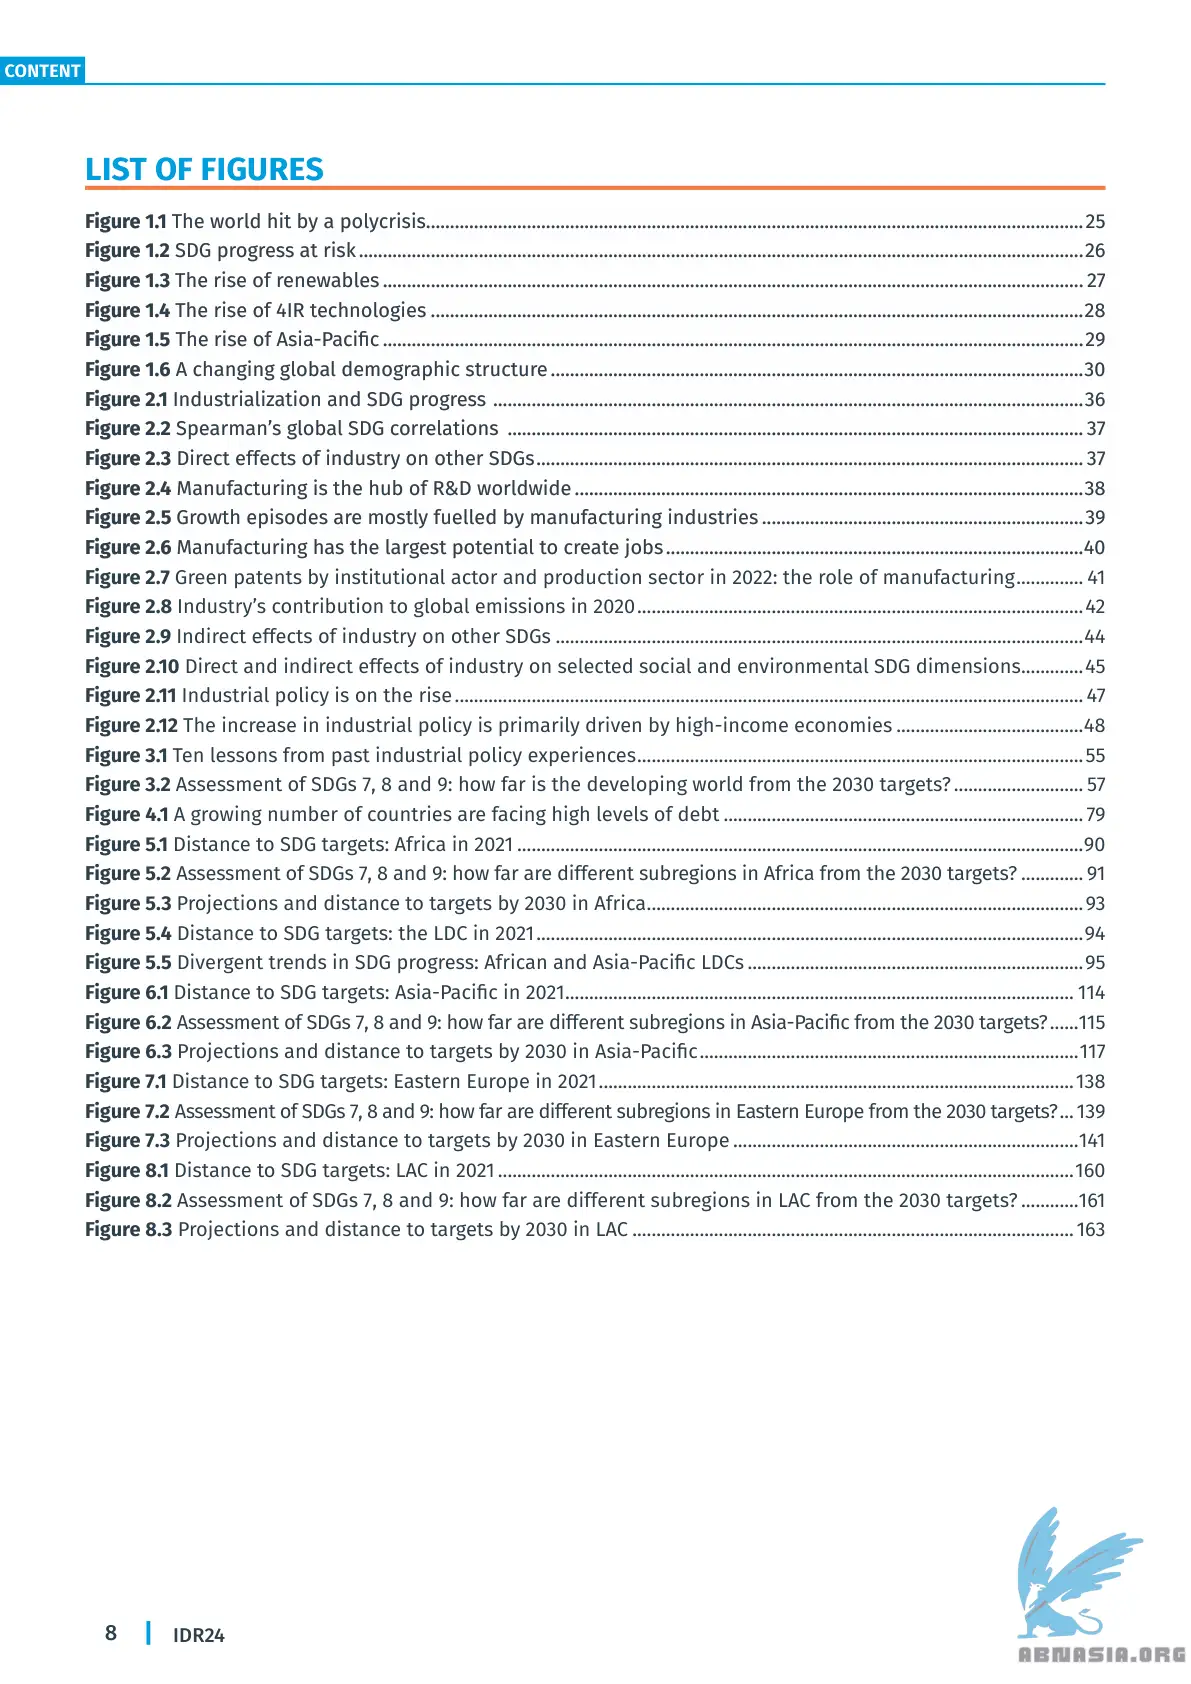 CONTENT
LIST OF FIGURES
Figure 1.1 The world hit by a polycrisis..........25
Figure 1.2 SDG progress at risk..........26
Figure 1.3 The rise of renewables..........27
Figure 1.4 The rise of 4IR technologies..........28
Figure 1.5 The rise of Asia-Pacific..........29
Figure 1.6 A changing global demographic structure..........30
Figure 2.1 Industrialization and SDG progress..........36
Figure 2.2 Spearman’s global SDG correlations..........37
Figure 2.3 Direct effects of industry on other SDGs..........37
Figure 2.4 Manufacturing is the hub of R&D worldwide..........38
Figure 2.5 Growth episodes are mostly fuelled by manufacturing industries..........39
Figure 2.6 Manufacturing has the largest potential to create jobs..........40
Figure 2.7 Green patents by institutional actor and production sector in 2022: the role of manufacturing..........41
Figure 2.8 Industry’s contribution to global emissions in 2020..........42
Figure 2.9 Indirect effects of industry on other SDGs..........44
Figure 2.10 Direct and indirect effects of industry on selected social and environmental SDG dimensions..........45
Figure 2.11 Industrial policy is on the rise..........47
Figure 2.12 The increase in industrial policy is primarily driven by high-income economies..........48
Figure 3.1 Ten lessons from past industrial policy experiences..........55
Figure 3.2 Assessment of SDGs 7, 8 and 9: how far is the developing world from the 2030 targets?..........57
Figure 4.1 A growing number of countries are facing high levels of debt..........79
Figure 5.1 Distance to SDG targets: Africa in 2021..........90
Figure 5.2 Assessment of SDGs 7, 8 and 9: how far are different subregions in Africa from the 2030 targets?..........91
Figure 5.3 Projections and distance to targets by 2030 in Africa..........93
Figure 5.4 Distance to SDG targets: the LDC in 2021..........94
Figure 5.5 Divergent trends in SDG progress: African and Asia-Pacific LDCs..........95
Figure 6.1 Distance to SDG targets: Asia-Pacific in 2021..........114
Figure 6.2 Assessment of SDGs 7, 8 and 9: how far are different subregions in Asia-Pacific from the 2030 targets?......115
Figure 6.3 Projections and distance to targets by 2030 in Asia-Pacific..........117
Figure 7.1 Distance to SDG targets: Eastern Europe in 2021..........138
Figure 7.2 Assessment of SDGs 7, 8 and 9: how far are different subregions in Eastern Europe from the 2030 targets?...139
Figure 7.3 Projections and distance to targets by 2030 in Eastern Europe..........141
Figure 8.1 Distance to SDG targets: LAC in 2021..........160
Figure 8.2 Assessment of SDGs 7, 8 and 9: how far are different subregions in LAC from the 2030 targets?..........161
Figure 8.3 Projections and distance to targets by 2030 in LAC..........163
8 | IDR24
ABNASIA.ORG